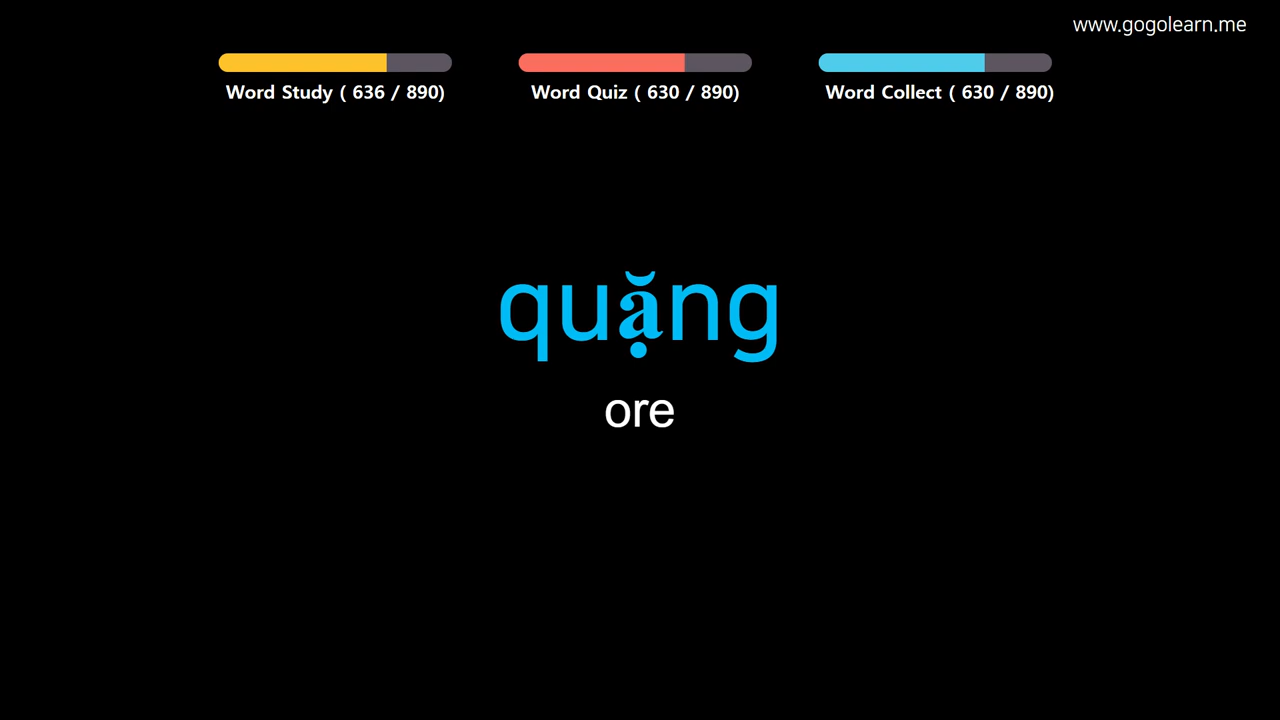 www.gogolearn.me
Word Study ( 636 / 890)
Word Quiz ( 630 / 890)
Word Collect ( 630 / 890)
quặng
ore